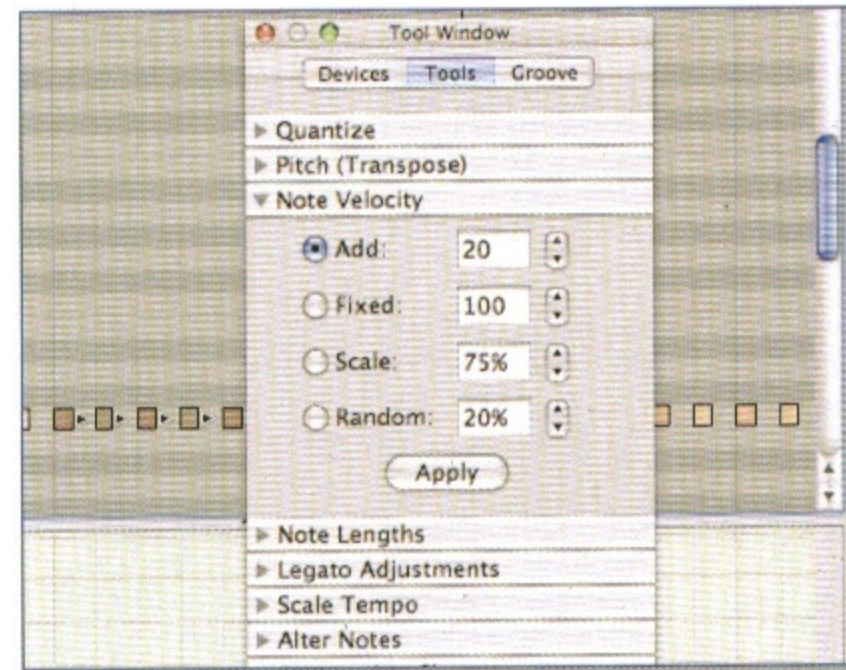 Tool Window
Devices Tools Groove
Quantize
Pitch (Transpose)
Note Velocity
Add: 20
Fixed: 100
Scale: 75%
Random: 20%
Apply
Note Lengths
Legato Adjustments
Scale Tempo
Alter Notes